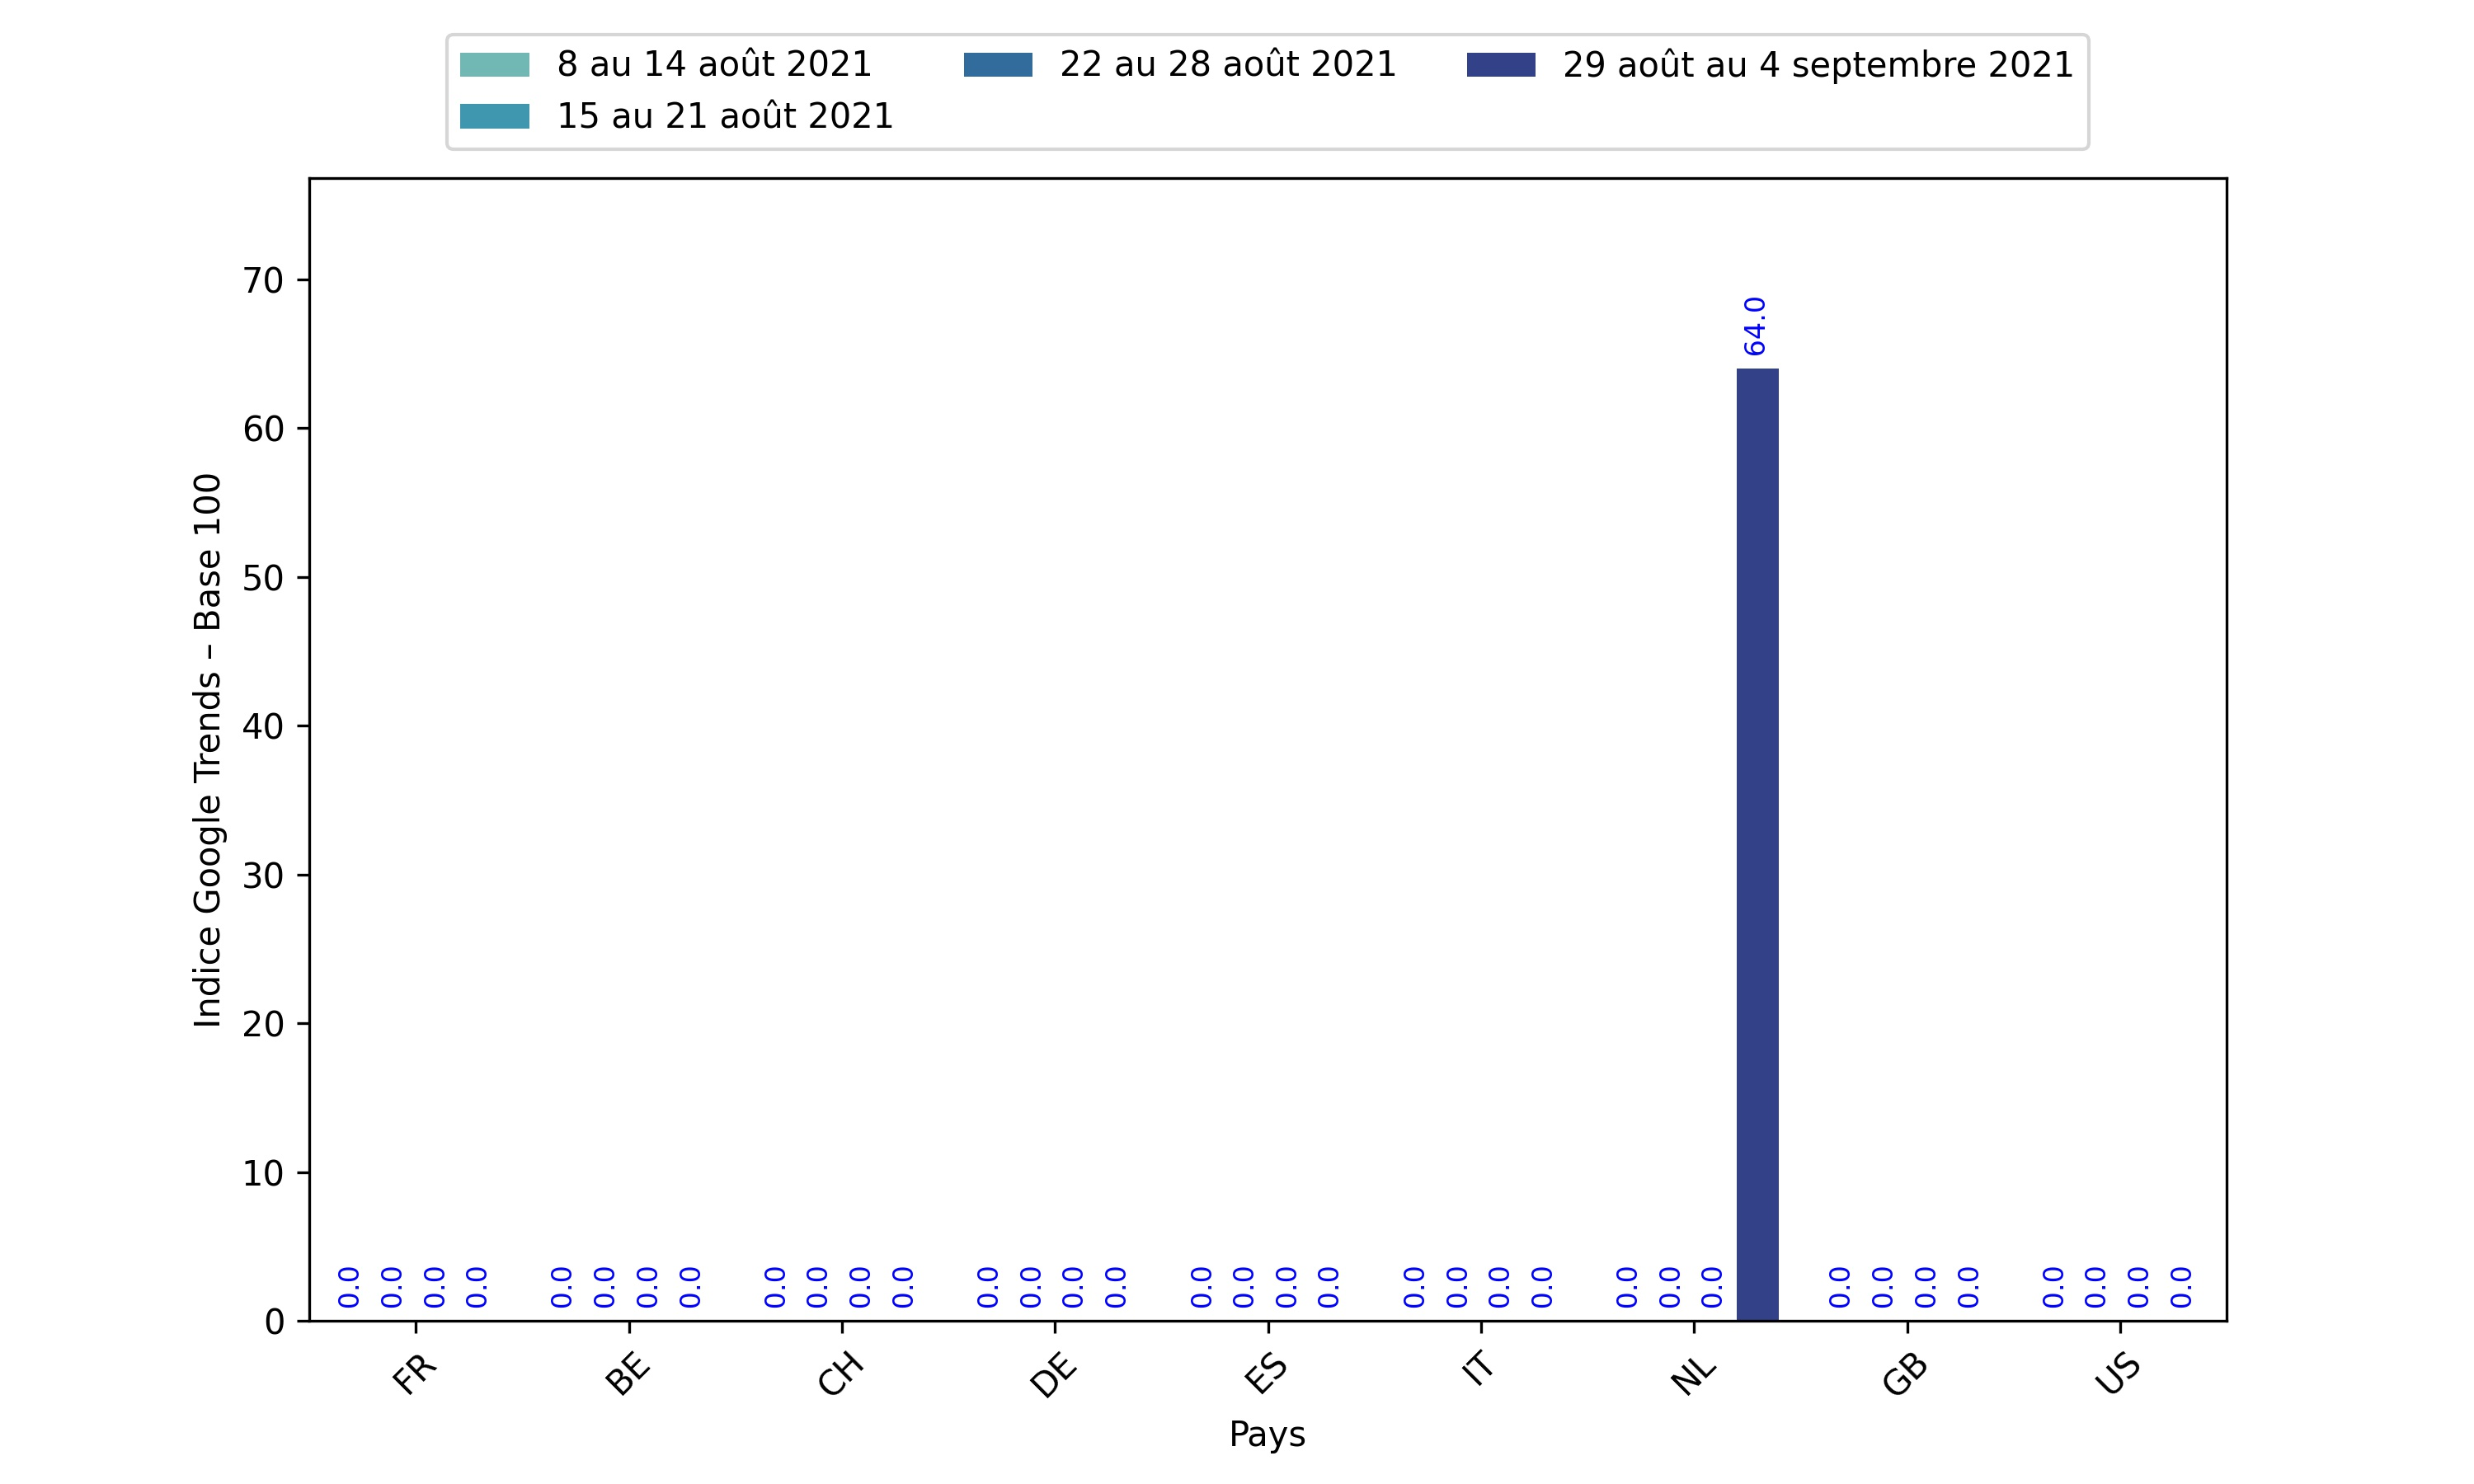 8 au 14 août 2021
15 au 21 août 2021
22 au 28 août 2021
29 août au 4 septembre 2021
Indice Google Trends – Base 100
70
60
50
40
30
20
10
0
64.0
0.0 0.0 0.0 0.0 0.0 0.0 0.0 0.0 0.0 0.0 0.0 0.0 0.0 0.0 0.0 0.0 0.0 0.0 0.0 0.0 0.0 0.0 0.0 0.0 0.0 0.0 0.0 0.0 0.0 0.0 0.0 0.0 0.0 0.0 0.0
FR BE CH DE ES IT NL GB US
Pays